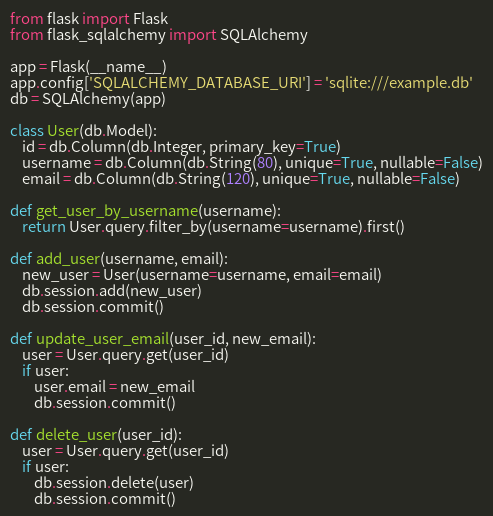 from flask import Flask
from flask_sqlalchemy import SQLAlchemy

app = Flask(__name__)
app.config['SQLALCHEMY_DATABASE_URI'] = 'sqlite:///example.db'
db = SQLAlchemy(app)

class User(db.Model):
    id = db.Column(db.Integer, primary_key=True)
    username = db.Column(db.String(80), unique=True, nullable=False)
    email = db.Column(db.String(120), unique=True, nullable=False)

def get_user_by_username(username):
    return User.query.filter_by(username=username).first()

def add_user(username, email):
    new_user = User(username=username, email=email)
    db.session.add(new_user)
    db.session.commit()

def update_user_email(user_id, new_email):
    user = User.query.get(user_id)
    if user:
        user.email = new_email
        db.session.commit()

def delete_user(user_id):
    user = User.query.get(user_id)
    if user:
        db.session.delete(user)
        db.session.commit()